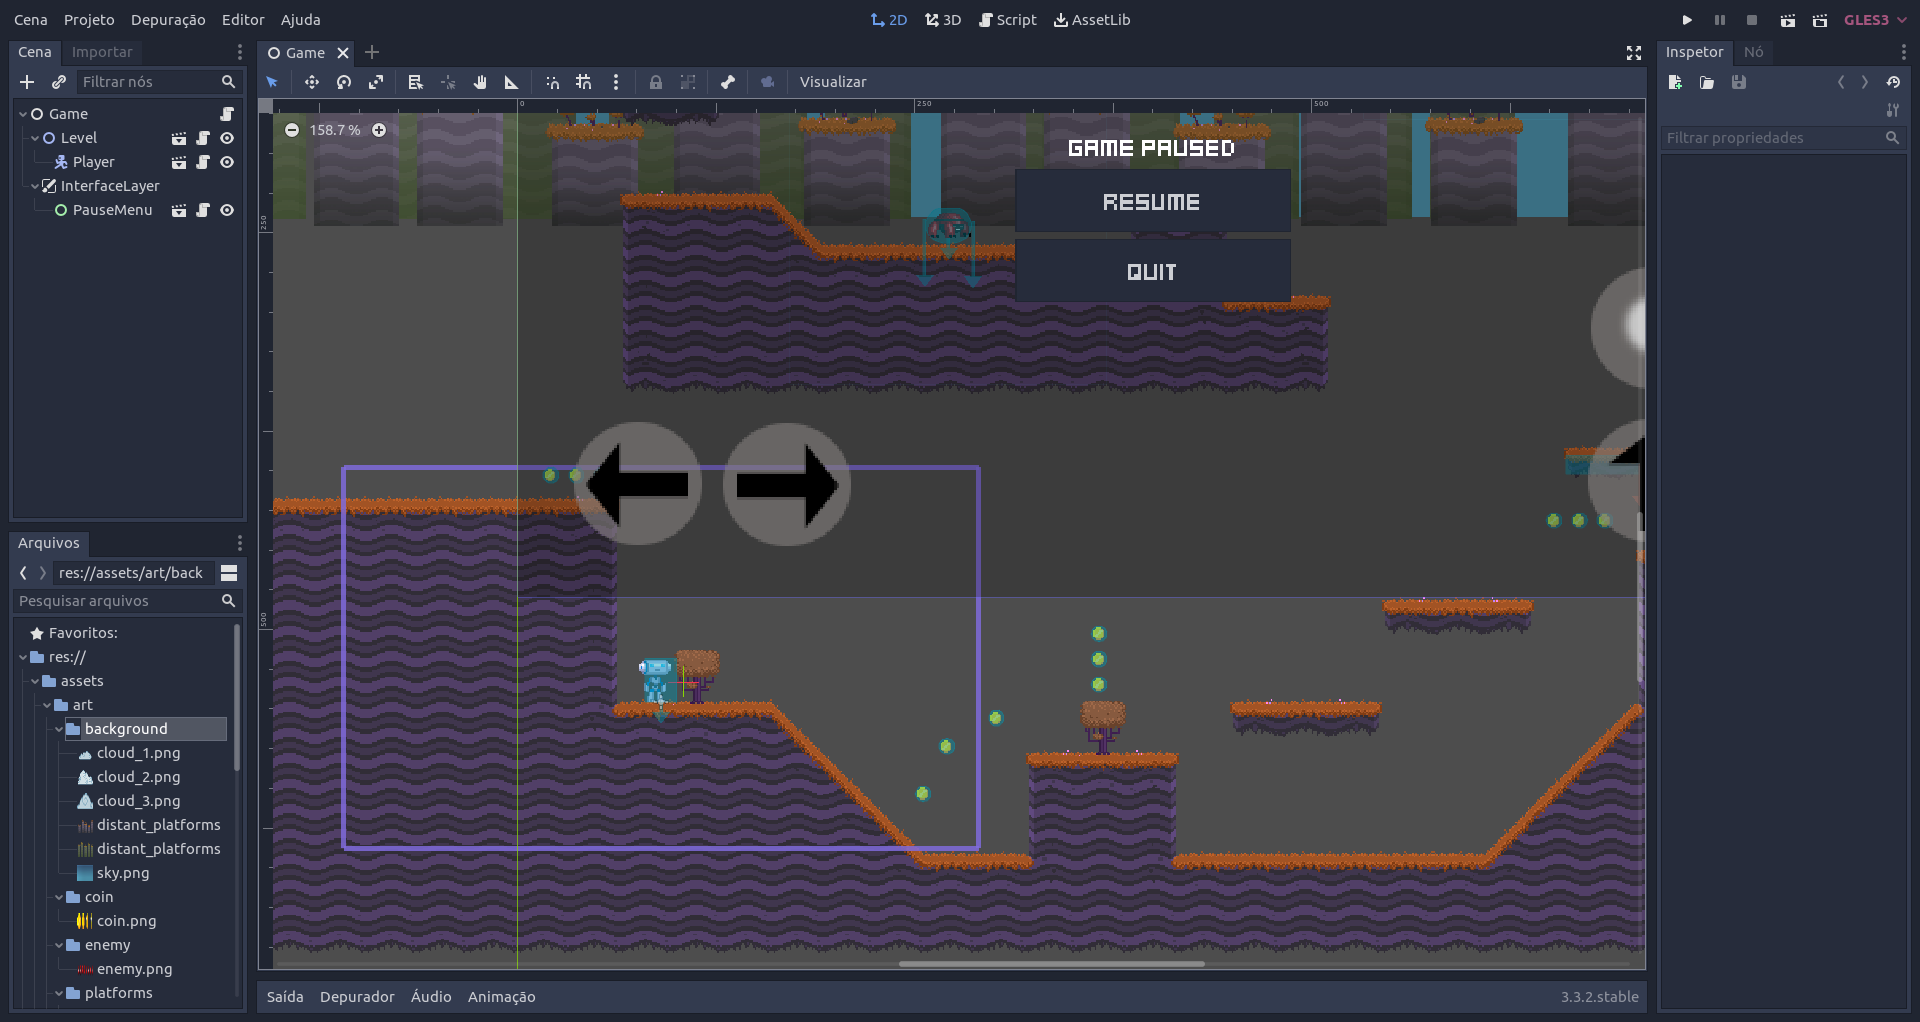 Cena Projeto Depuração Editor Ajuda
2D 3D Script AssetLib
GLES3
Cena Importar
Filtrar nós
Game
Level
Player
InterfaceLayer
PauseMenu
Arquivos
res://assets/art/back
Pesquisar arquivos
Favoritos:
res://
assets
art
background
cloud_1.png
cloud_2.png
cloud_3.png
distant_platforms
distant_platforms
sky.png
coin
coin.png
enemy
enemy.png
platforms
Game
Visualizar
0 250 500
158.7 %
250
500
GAME PAUSED
RESUME
QUIT
Saída Depurador Áudio Animação
3.3.2.stable
Inspetor Nó
Filtrar propriedades